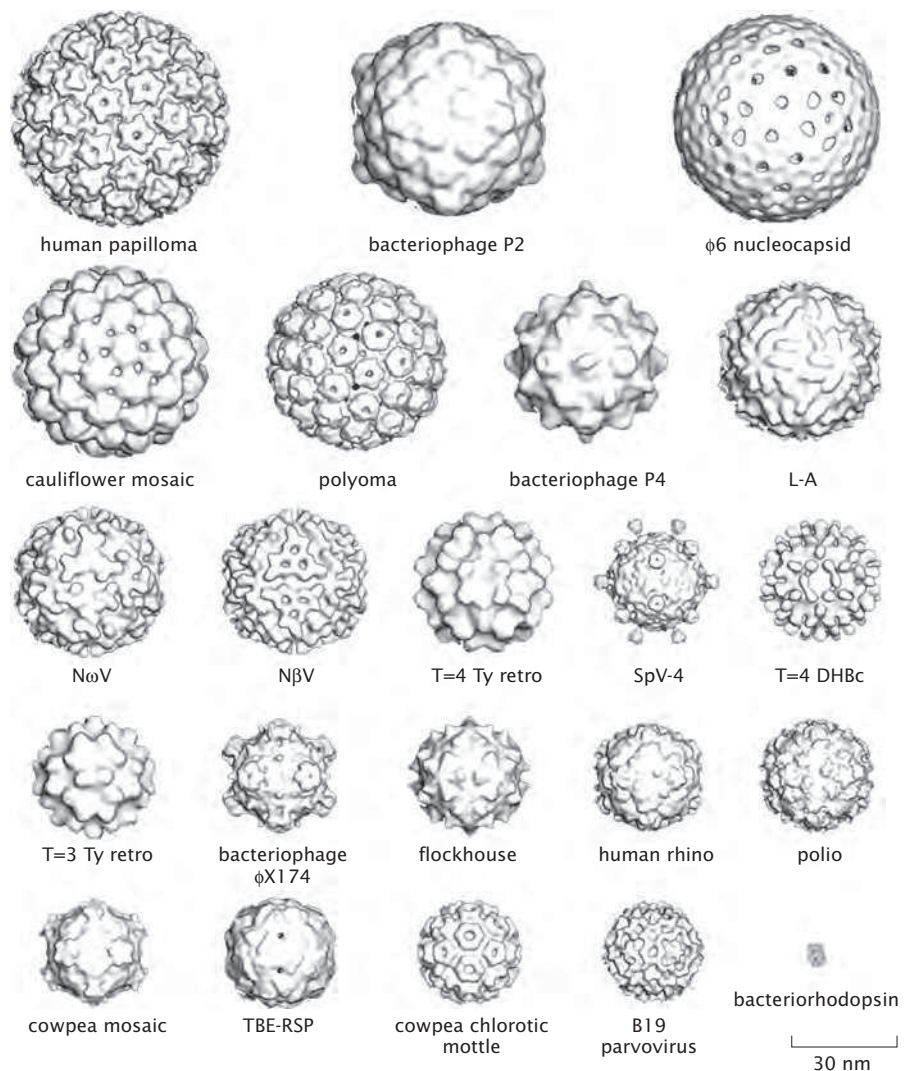 human papilloma
bacteriophage P2
ϕ6 nucleocapsid
cauliflower mosaic
polyoma
bacteriophage P4
L-A
NωV
NβV
T=4 Ty retro
SpV-4
T=4 DHBc
T=3 Ty retro
bacteriophage
ϕX174
flockhouse
human rhino
polio
cowpea mosaic
TBE-RSP
cowpea chlorotic
mottle
B19
parvovirus
bacteriorhodopsin
30 nm